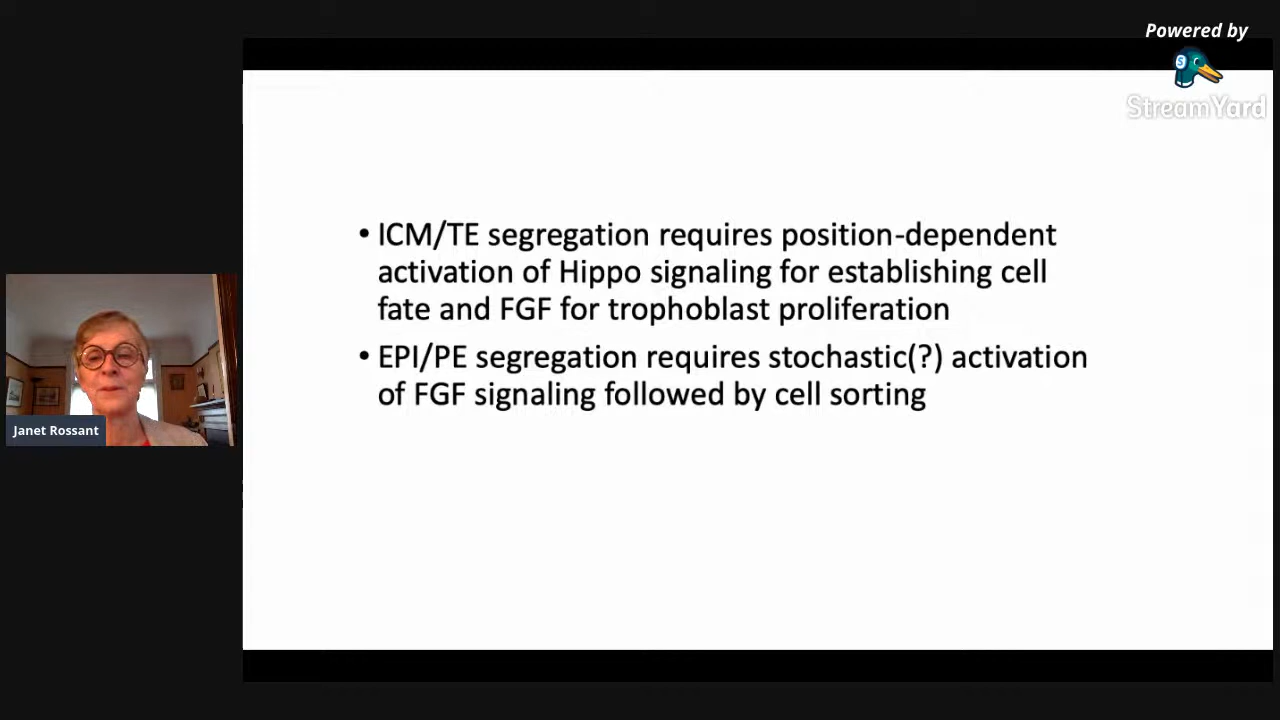 Powered by
S
StreamYard
• ICM/TE segregation requires position-dependent
activation of Hippo signaling for establishing cell
fate and FGF for trophoblast proliferation
• EPI/PE segregation requires stochastic(?) activation
of FGF signaling followed by cell sorting
Janet Rossant